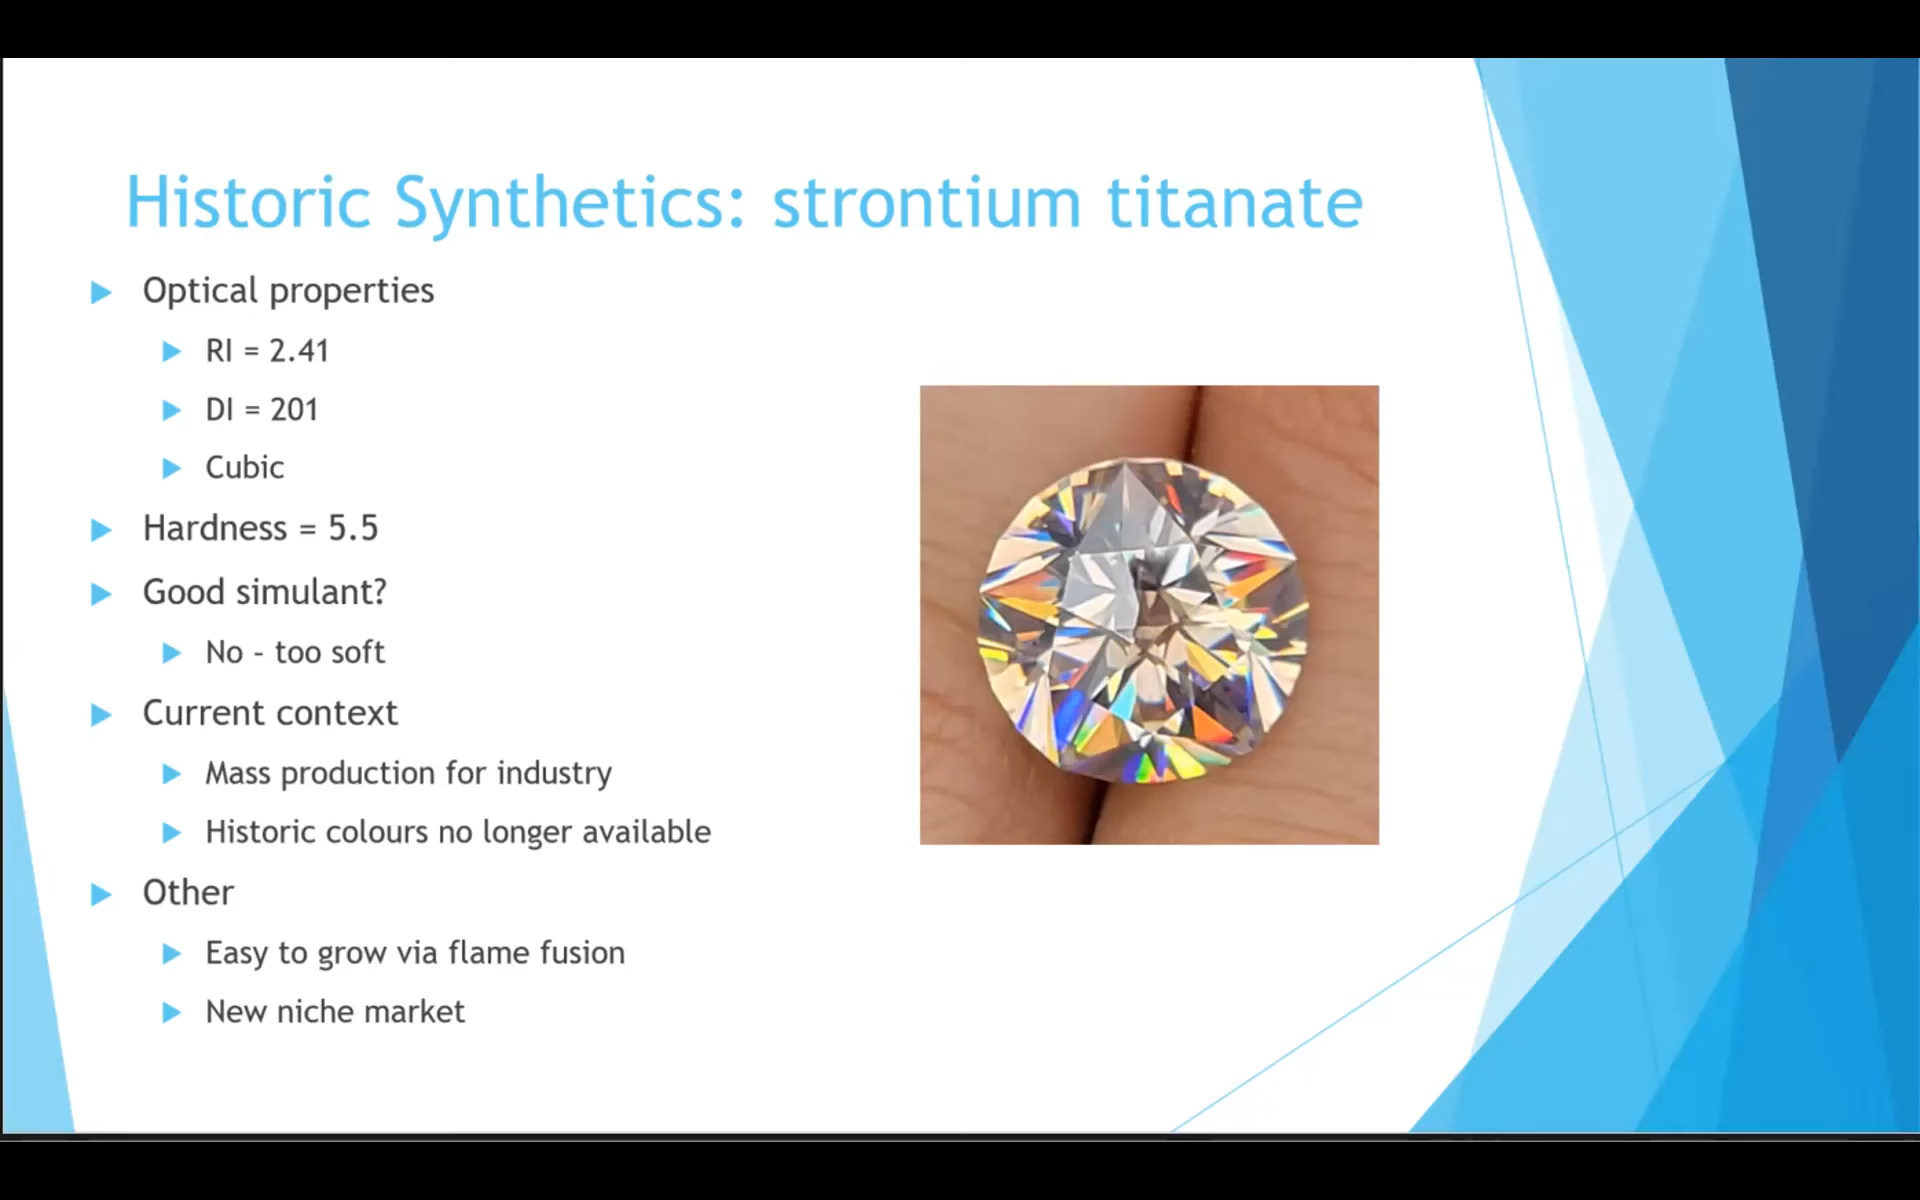 Historic Synthetics: strontium titanate
Optical properties
RI = 2.41
DI = 201
Cubic
Hardness = 5.5
Good simulant?
No - too soft
Current context
Mass production for industry
Historic colours no longer available
Other
Easy to grow via flame fusion
New niche market